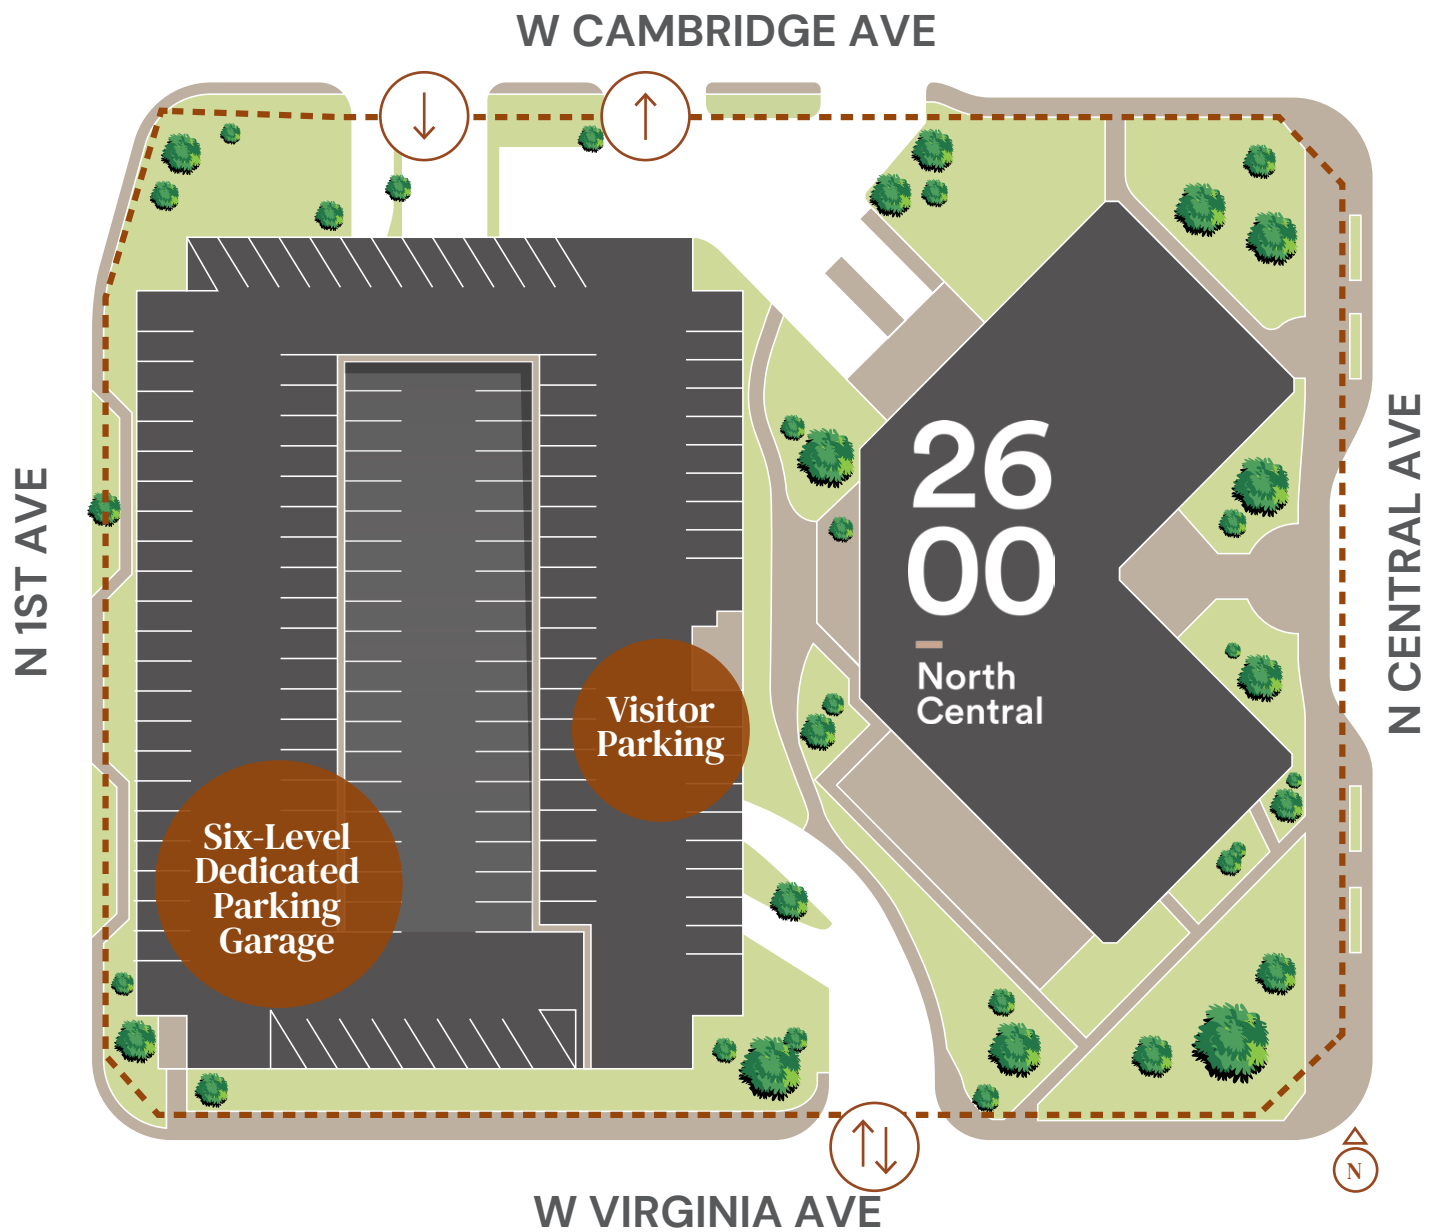 W CAMBRIDGE AVE
N 1ST AVE
N CENTRAL AVE
26
00
North
Central
Visitor
Parking
Six-Level
Dedicated
Parking
Garage
N
W VIRGINIA AVE